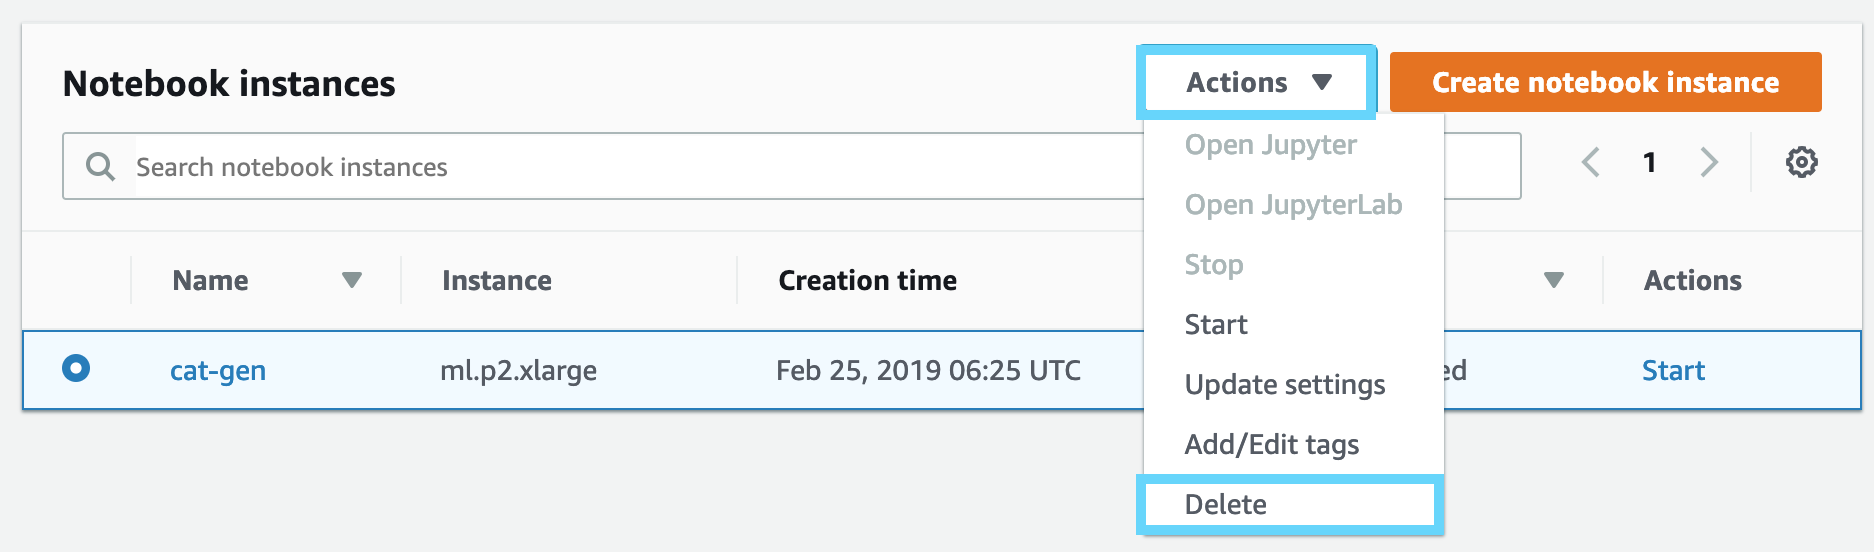 Notebook instances
Actions
Create notebook instance
Search notebook instances
1
Open Jupyter
Open JupyterLab
Stop
Start
Update settings
Add/Edit tags
Delete
Name Instance Creation time Actions
cat-gen ml.p2.xlarge Feb 25, 2019 06:25 UTC Start